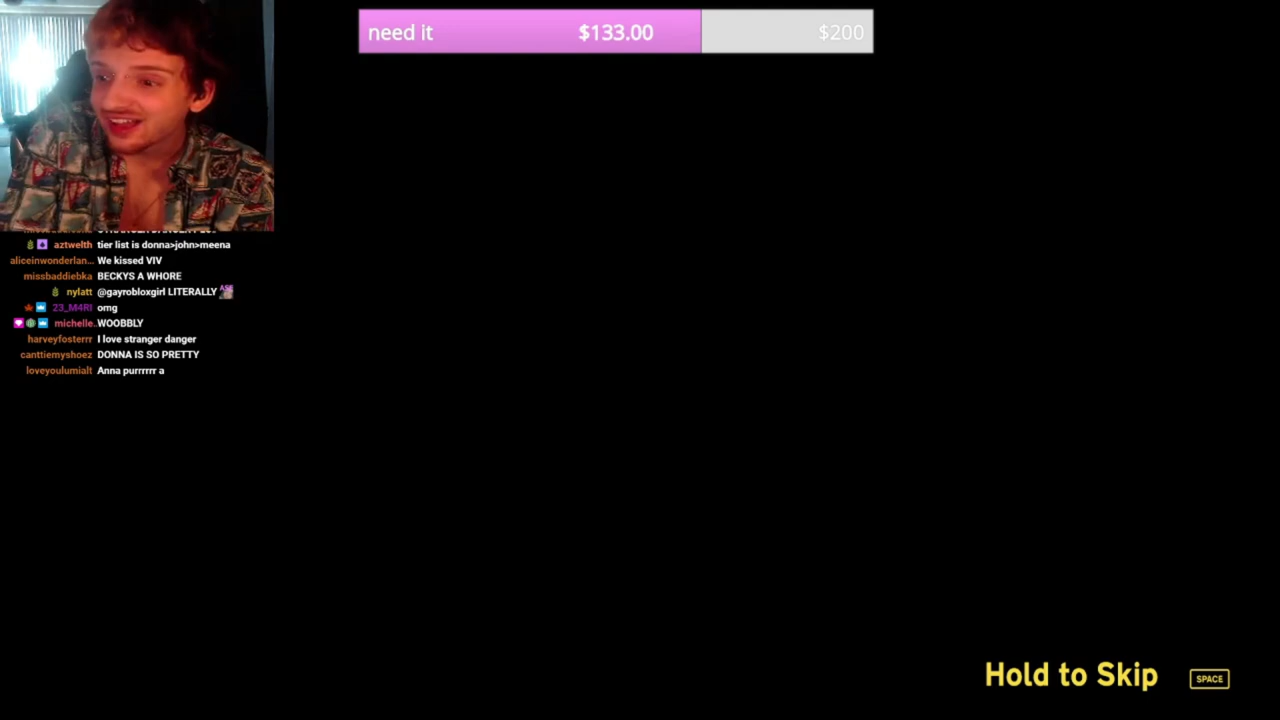 need it $133.00 $200
aztwelth tier list is donna>john>meena
aliceinwonderlan... We kissed VIV
missbaddiebka BECKYS A WHORE
nylatt @gayrobloxgirl LITERALLY
23_M4RI omg
michelle.. WOOBBLY
harveyfosterrr I love stranger danger
canttiemyshoez DONNA IS SO PRETTY
loveyoulumialt Anna purrrrrr a
Hold to Skip SPACE